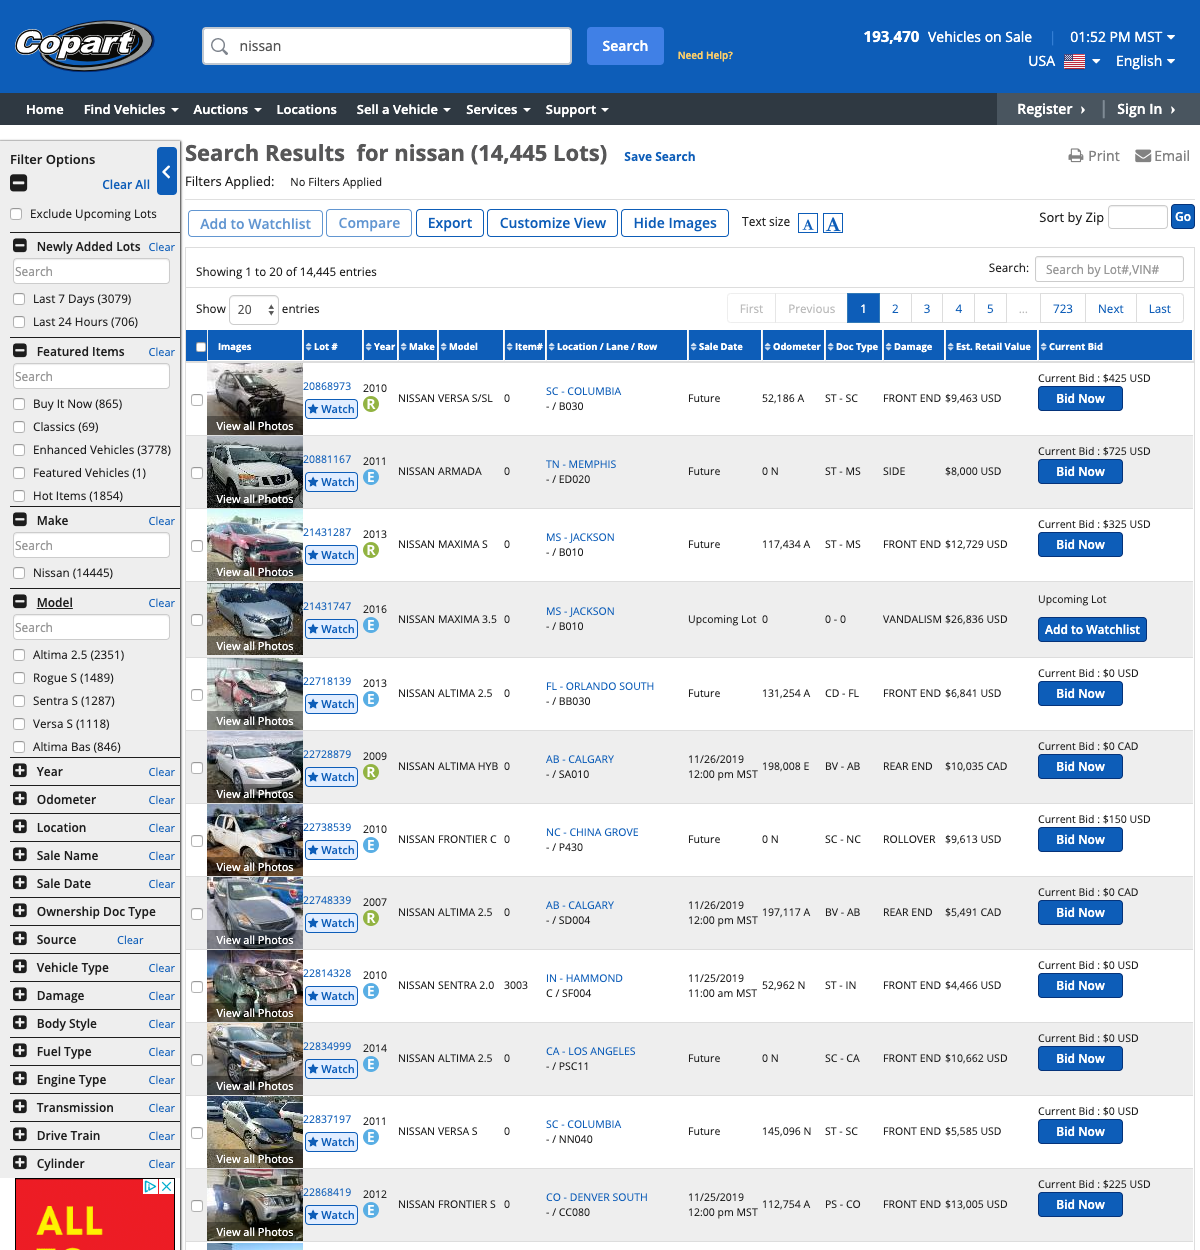 Copart
nissan
Search
Need Help?
193,470 Vehicles on Sale
01:52 PM MST
USA
English
Home
Find Vehicles
Auctions
Locations
Sell a Vehicle
Services
Support
Register ›
Sign In ›
Filter Options
Clear All
Exclude Upcoming Lots
Newly Added Lots Clear
Search
Last 7 Days (3079)
Last 24 Hours (706)
Featured Items Clear
Search
Buy It Now (865)
Classics (69)
Enhanced Vehicles (3778)
Featured Vehicles (1)
Hot Items (1854)
Make Clear
Search
Nissan (14445)
Model Clear
Search
Altima 2.5 (2351)
Rogue S (1489)
Sentra S (1287)
Versa S (1118)
Altima Bas (846)
Year Clear
Odometer Clear
Location Clear
Sale Name Clear
Sale Date Clear
Ownership Doc Type
Source Clear
Vehicle Type Clear
Damage Clear
Body Style Clear
Fuel Type Clear
Engine Type Clear
Transmission Clear
Drive Train Clear
Cylinder Clear
ALL
TO
Search Results for nissan (14,445 Lots) Save Search
Print Email
Filters Applied: No Filters Applied
Add to Watchlist Compare Export Customize View Hide Images Text size A A
Sort by Zip Go
Showing 1 to 20 of 14,445 entries
Search: Search by Lot#,VIN#
Show 20 entries
First Previous 1 2 3 4 5 ... 723 Next Last
Images Lot # Year Make Model Item# Location / Lane / Row Sale Date Odometer Doc Type Damage Est. Retail Value Current Bid
View all Photos 20868973 Watch 2010 R NISSAN VERSA S/SL 0 SC - COLUMBIA - / B030 Future 52,186 A ST - SC FRONT END $9,463 USD Current Bid : $425 USD Bid Now
View all Photos 20881167 Watch 2011 E NISSAN ARMADA 0 TN - MEMPHIS - / ED020 Future 0 N ST - MS SIDE $8,000 USD Current Bid : $725 USD Bid Now
View all Photos 21431287 Watch 2013 R NISSAN MAXIMA S 0 MS - JACKSON - / B010 Future 117,434 A ST - MS FRONT END $12,729 USD Current Bid : $325 USD Bid Now
View all Photos 21431747 Watch 2016 E NISSAN MAXIMA 3.5 0 MS - JACKSON - / B010 Upcoming Lot 0 0 - 0 VANDALISM $26,836 USD Upcoming Lot Add to Watchlist
View all Photos 22718139 Watch 2013 E NISSAN ALTIMA 2.5 0 FL - ORLANDO SOUTH - / BB030 Future 131,254 A CD - FL FRONT END $6,841 USD Current Bid : $0 USD Bid Now
View all Photos 22728879 Watch 2009 R NISSAN ALTIMA HYB 0 AB - CALGARY - / SA010 11/26/2019 12:00 pm MST 198,008 E BV - AB REAR END $10,035 CAD Current Bid : $0 CAD Bid Now
View all Photos 22738539 Watch 2010 E NISSAN FRONTIER C 0 NC - CHINA GROVE - / P430 Future 0 N SC - NC ROLLOVER $9,613 USD Current Bid : $150 USD Bid Now
View all Photos 22748339 Watch 2007 R NISSAN ALTIMA 2.5 0 AB - CALGARY - / SD004 11/26/2019 12:00 pm MST 197,117 A BV - AB REAR END $5,491 CAD Current Bid : $0 CAD Bid Now
View all Photos 22814328 Watch 2010 E NISSAN SENTRA 2.0 3003 IN - HAMMOND C / SF004 11/25/2019 11:00 am MST 52,962 N ST - IN FRONT END $4,466 USD Current Bid : $0 USD Bid Now
View all Photos 22834999 Watch 2014 E NISSAN ALTIMA 2.5 0 CA - LOS ANGELES - / PSC11 Future 0 N SC - CA FRONT END $10,662 USD Current Bid : $0 USD Bid Now
View all Photos 22837197 Watch 2011 E NISSAN VERSA S 0 SC - COLUMBIA - / NN040 Future 145,096 N ST - SC FRONT END $5,585 USD Current Bid : $0 USD Bid Now
View all Photos 22868419 Watch 2012 E NISSAN FRONTIER S 0 CO - DENVER SOUTH - / CC080 11/25/2019 12:00 pm MST 112,754 A PS - CO FRONT END $13,005 USD Current Bid : $225 USD Bid Now